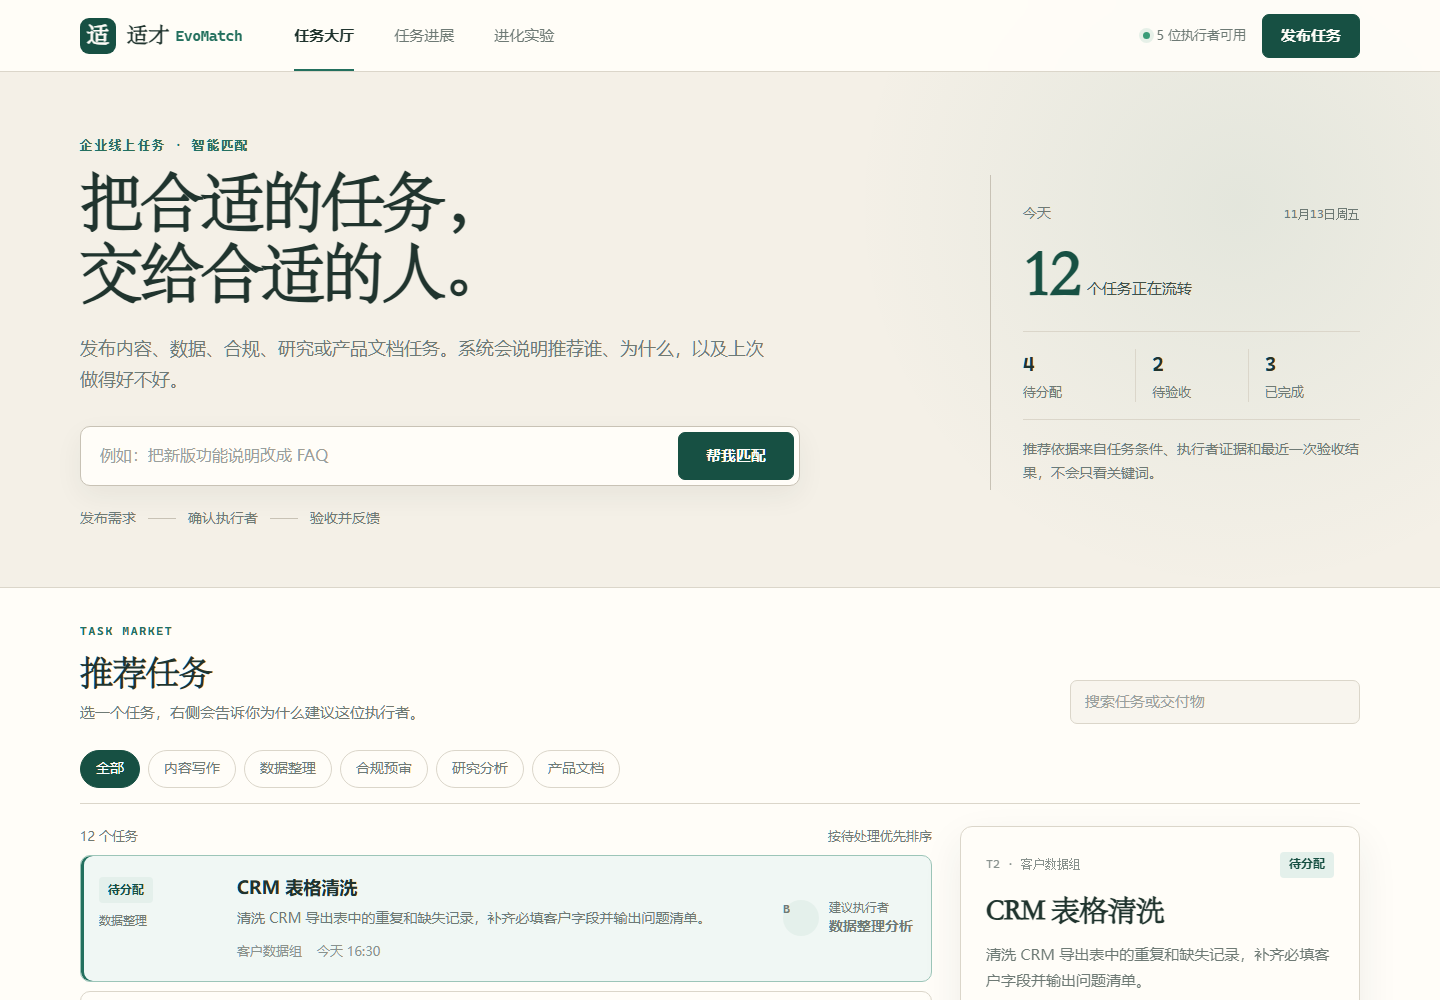 适 适才 EvoMatch 任务大厅 任务进展 进化实验 5 位执行者可用 发布任务
企业线上任务 · 智能匹配
把合适的任务，
交给合适的人。
发布内容、数据、合规、研究或产品文档任务。系统会说明推荐谁、为什么，以及上次
做得好不好。
例如：把新版功能说明改成 FAQ 帮我匹配
发布需求 确认执行者 验收并反馈
今天 11月13日周五
12 个任务正在流转
4 2 3
待分配 待验收 已完成
推荐依据来自任务条件、执行者证据和最近一次验收结
果，不会只看关键词。
TASK MARKET
推荐任务
选一个任务，右侧会告诉你为什么建议这位执行者。
搜索任务或交付物
全部 内容写作 数据整理 合规预审 研究分析 产品文档
12 个任务 按待处理优先排序
待分配
数据整理
CRM 表格清洗
清洗 CRM 导出表中的重复和缺失记录，补齐必填客户字段并输出问题清单。
客户数据组 今天 16:30
B
建议执行者
数据整理分析
T2 · 客户数据组 待分配
CRM 表格清洗
清洗 CRM 导出表中的重复和缺失记录，补齐必填客
户字段并输出问题清单。